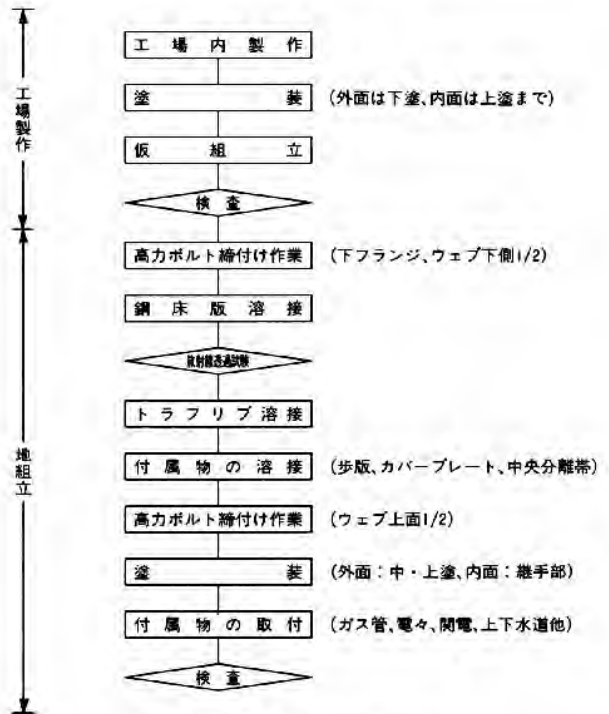 工場製作
工場内製作
塗装 (外面は下塗、内面は上塗まで)
仮組立
検査
地組立
高力ボルト締付け作業 (下フランジ、ウェブ下側1/2)
鋼床版溶接
放射線透過試験
トラフリブ溶接
付属物の溶接 (歩版、カバープレート、中央分離帯)
高力ボルト締付け作業 (ウェブ上面1/2)
塗装 (外面：中・上塗、内面：継手部)
付属物の取付 (ガス管、電々、関電、上下水道他)
検査